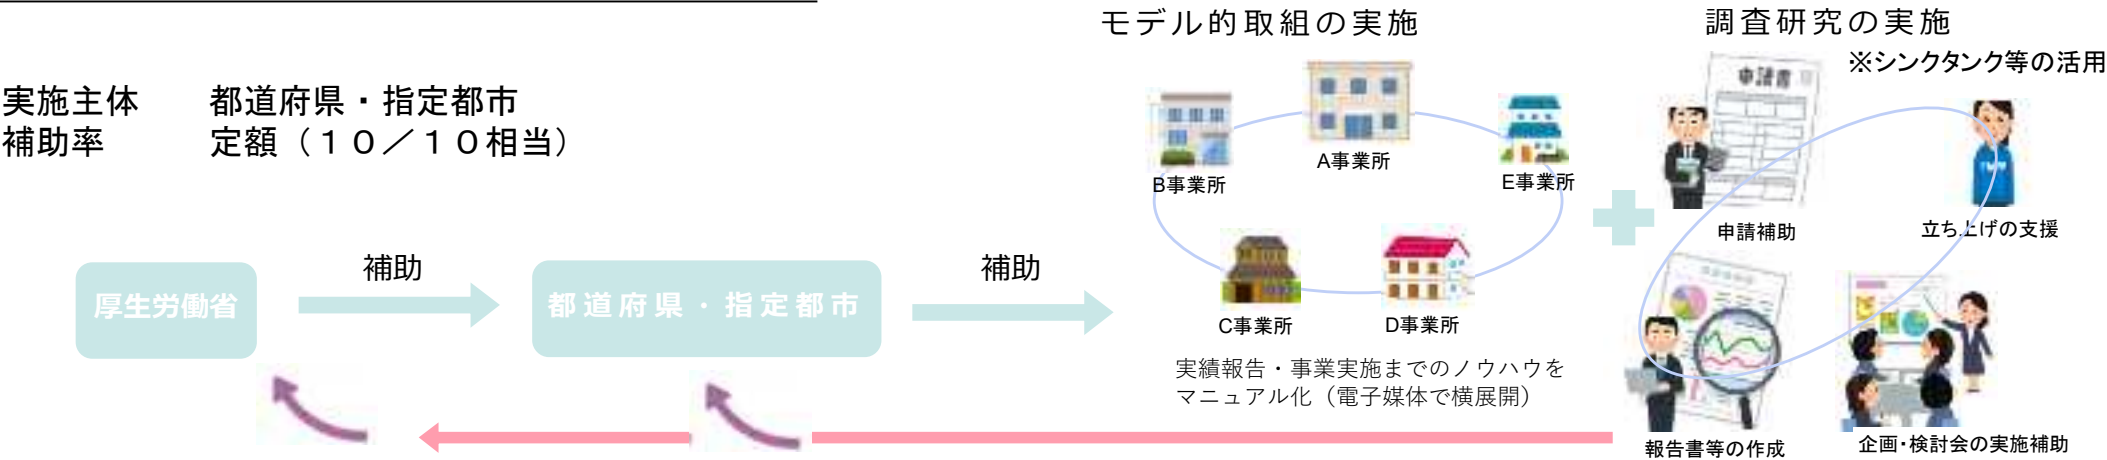 モデル的取組の実施
調査研究の実施
※シンクタンク等の活用
実施主体 都道府県・指定都市
補助率 定額（１０／１０相当）
申請書
A事業所
B事業所
E事業所
C事業所
D事業所
申請補助
立ち上げの支援
厚生労働省
補助
都道府県・指定都市
補助
実績報告・事業実施までのノウハウを
マニュアル化（電子媒体で横展開）
報告書等の作成
企画・検討会の実施補助